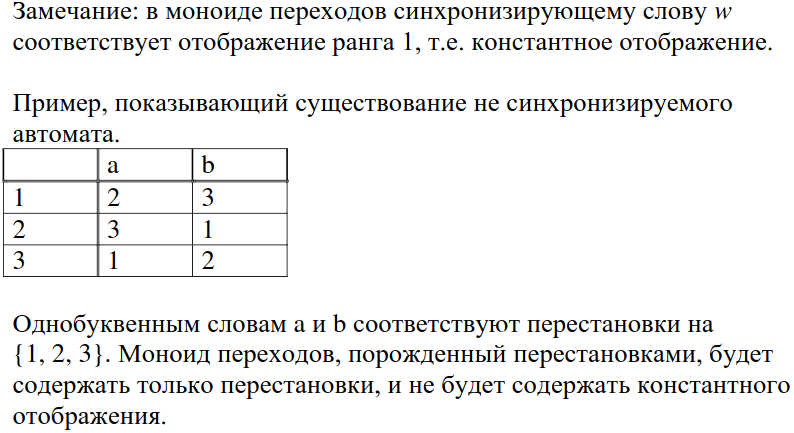 Замечание: в моноиде переходов синхронизирующему слову w
соответствует отображение ранга 1, т.е. константное отображение.
Пример, показывающий существование не синхронизируемого
автомата.
a b
1 2 3
2 3 1
3 1 2
Однобуквенным словам a и b соответствуют перестановки на
{1, 2, 3}. Моноид переходов, порожденный перестановками, будет
содержать только перестановки, и не будет содержать константного
отображения.